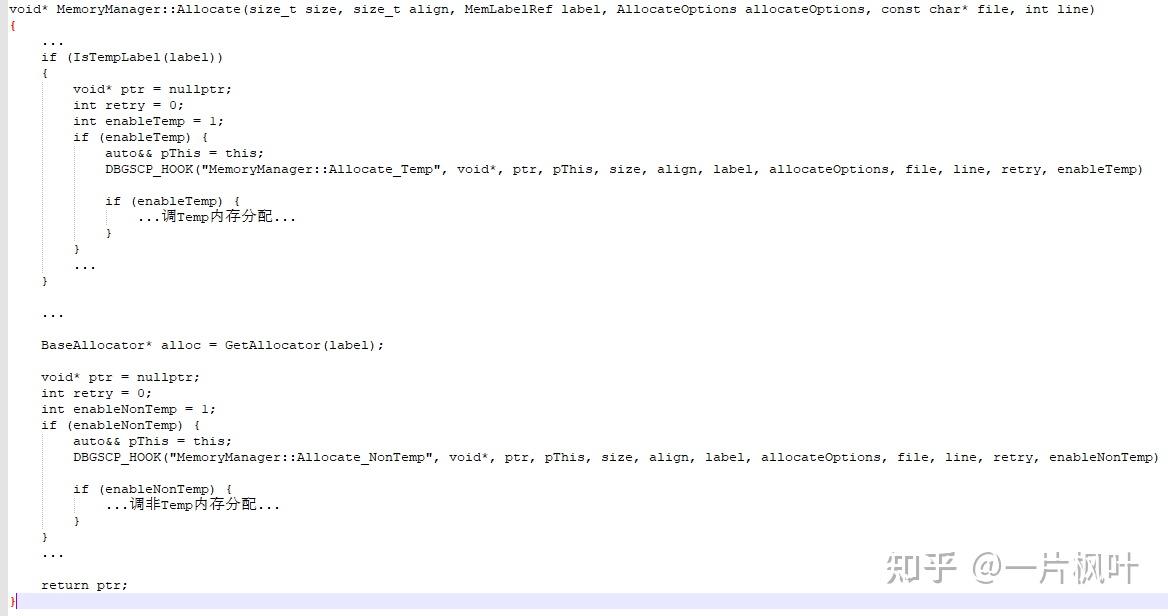 void* MemoryManager::Allocate(size_t size, size_t align, MemLabelRef label, AllocateOptions allocateOptions, const char* file, int line)
{
    ...
    if (IsTempLabel(label))
    {
        void* ptr = nullptr;
        int retry = 0;
        int enableTemp = 1;
        if (enableTemp) {
            auto&& pThis = this;
            DBGSCP_HOOK("MemoryManager::Allocate_Temp", void*, ptr, pThis, size, align, label, allocateOptions, file, line, retry, enableTemp)

            if (enableTemp) {
                ...调Temp内存分配...
            }
        }
        ...
    }

    ...

    BaseAllocator* alloc = GetAllocator(label);

    void* ptr = nullptr;
    int retry = 0;
    int enableNonTemp = 1;
    if (enableNonTemp) {
        auto&& pThis = this;
        DBGSCP_HOOK("MemoryManager::Allocate_NonTemp", void*, ptr, pThis, size, align, label, allocateOptions, file, line, retry, enableNonTemp)

        if (enableNonTemp) {
            ...调非Temp内存分配...
        }
    }
    ...

    return ptr;
}
知乎 @一片枫叶